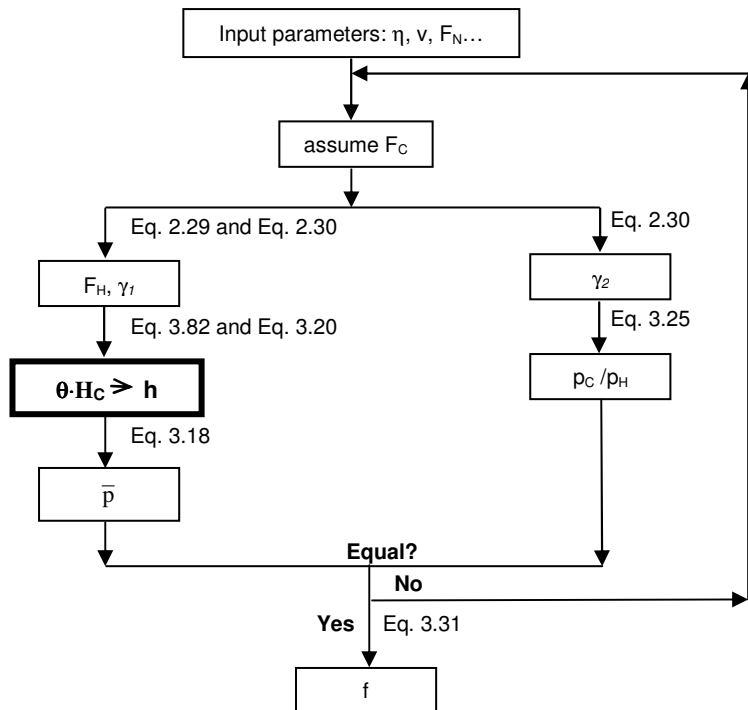 Input parameters: η, v, F_N…
assume F_C
Eq. 2.29 and Eq. 2.30
Eq. 2.30
F_H, γ_1
γ_2
Eq. 3.82 and Eq. 3.20
Eq. 3.25
θ·H_C → h
p_C /p_H
Eq. 3.18
p̅
Equal?
No
Yes
Eq. 3.31
f